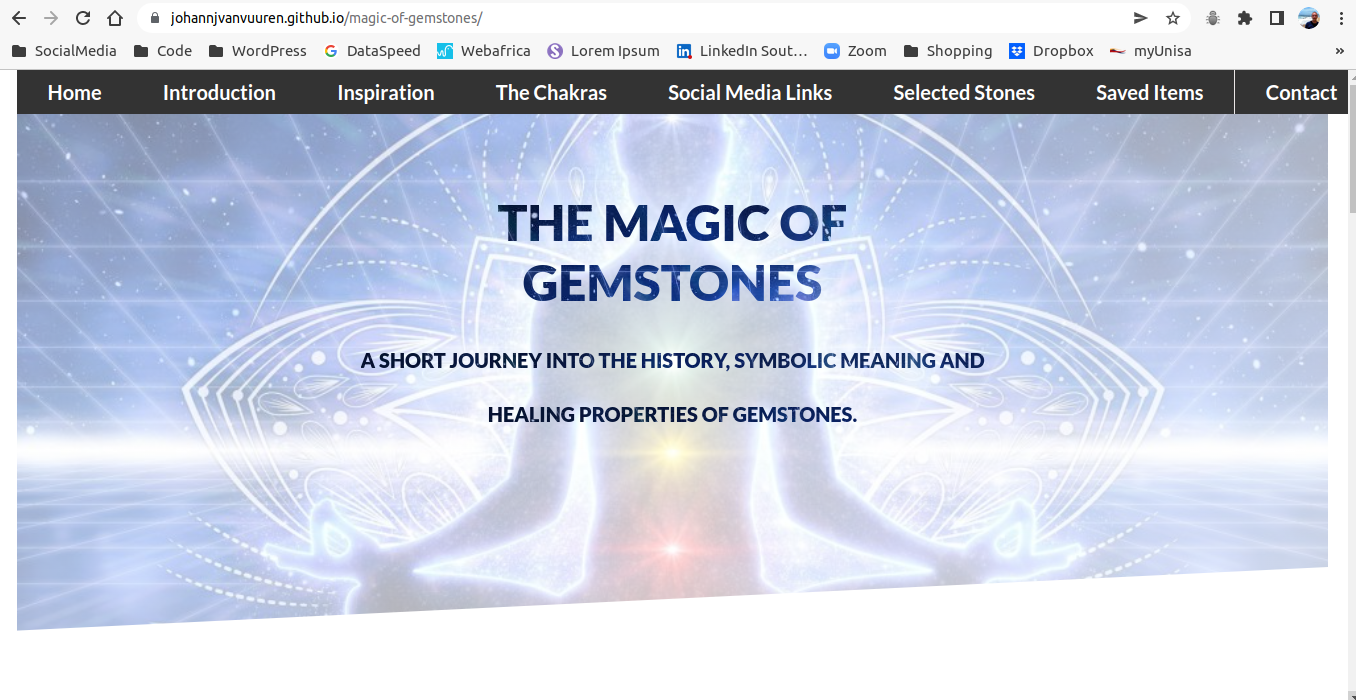 johannjvanvuuren.github.io/magic-of-gemstones/
SocialMedia Code WordPress DataSpeed Webafrica Lorem Ipsum LinkedIn Sout... Zoom Shopping Dropbox myUnisa »
Home Introduction Inspiration The Chakras Social Media Links Selected Stones Saved Items Contact
THE MAGIC OF
GEMSTONES
A SHORT JOURNEY INTO THE HISTORY, SYMBOLIC MEANING AND
HEALING PROPERTIES OF GEMSTONES.